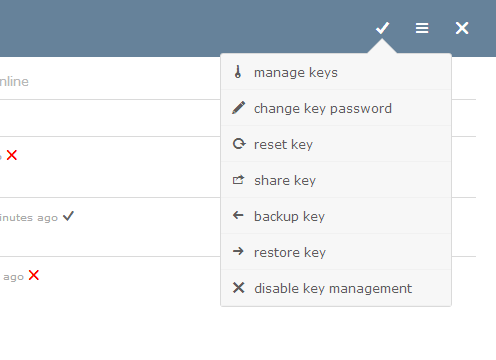 nline
manage keys
change key password
reset key
share key
inutes ago
backup key
restore key
ago
disable key management